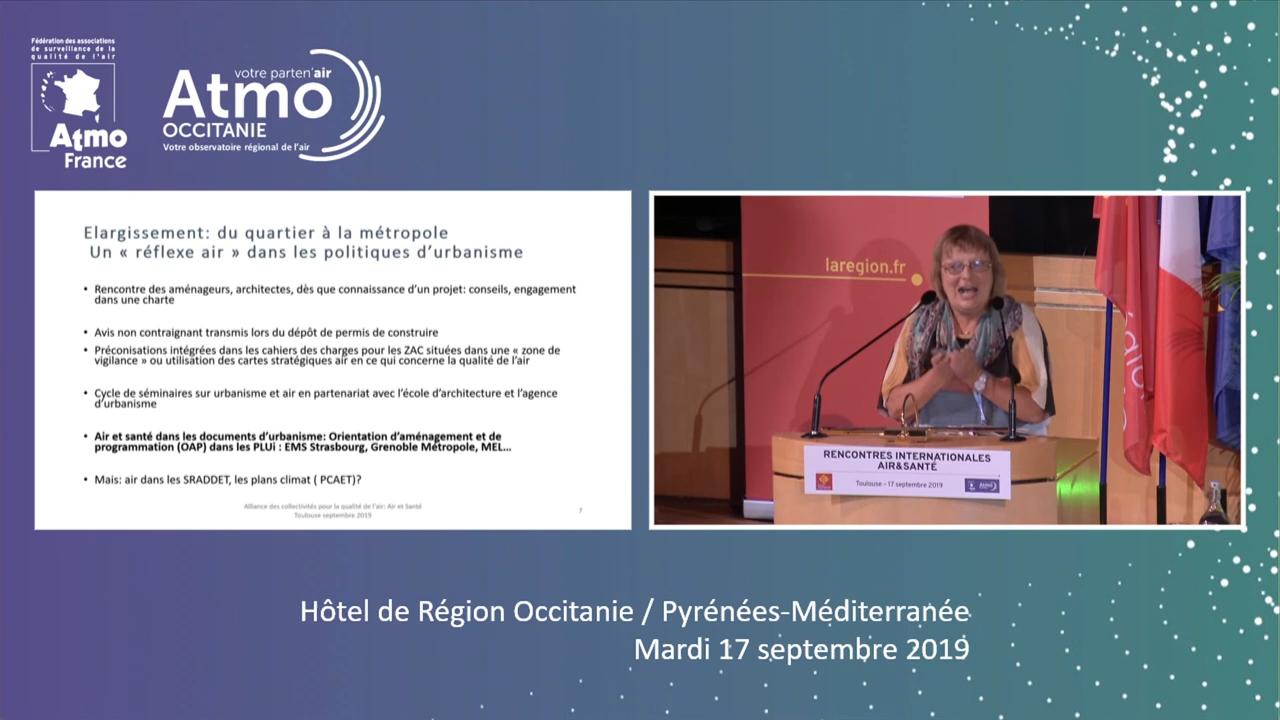 Fédération des associations
de surveillance de la
qualité de l'air
Atmo
France
votre parten'air
Atmo
OCCITANIE
Votre observatoire régional de l'air
Elargissement: du quartier à la métropole
Un « réflexe air » dans les politiques d'urbanisme
• Rencontre des aménageurs, architectes, dès que connaissance d'un projet: conseils, engagement
dans une charte
• Avis non contraignant transmis lors du dépôt de permis de construire
• Préconisations intégrées dans les cahiers des charges pour les ZAC situées dans une « zone de
vigilance » ou utilisation des cartes stratégiques air en ce qui concerne la qualité de l'air
• Cycle de séminaires sur urbanisme et air en partenariat avec l'école d'architecture et l'agence
d'urbanisme
• Air et santé dans les documents d'urbanisme: Orientation d'aménagement et de
programmation (OAP) dans les PLUi : EMS Strasbourg, Grenoble Métropole, MEL...
• Mais: air dans les SRADDET, les plans climat ( PCAET)?
Alliance des collectivités pour la qualité de l'air: Air et Santé
Toulouse septembre 2019
7
laregion.fr
RENCONTRES INTERNATIONALES
AIR&SANTÉ
Toulouse - 17 septembre 2019
Atmo
Hôtel de Région Occitanie / Pyrénées-Méditerranée
Mardi 17 septembre 2019